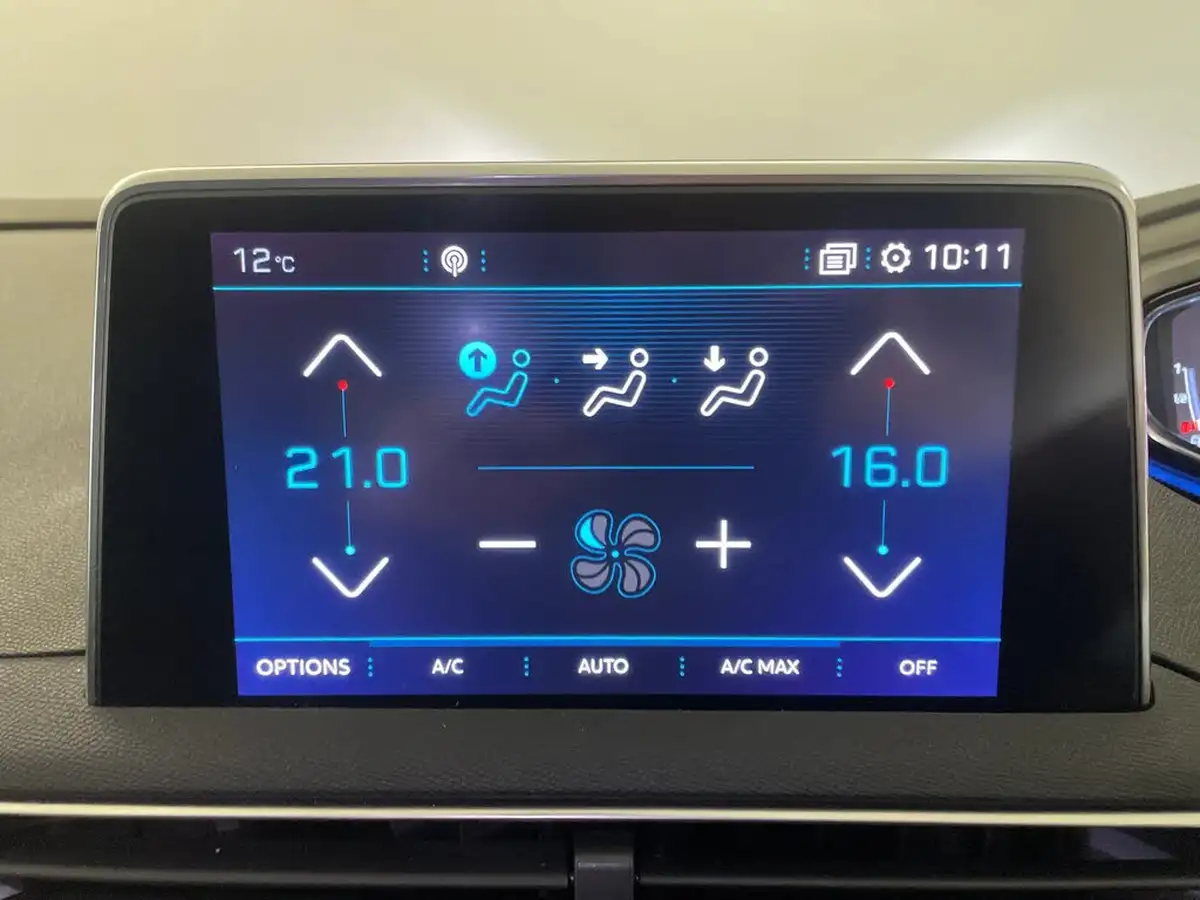 12°C 10:11
21.0 16.0
OPTIONS A/C AUTO A/C MAX OFF